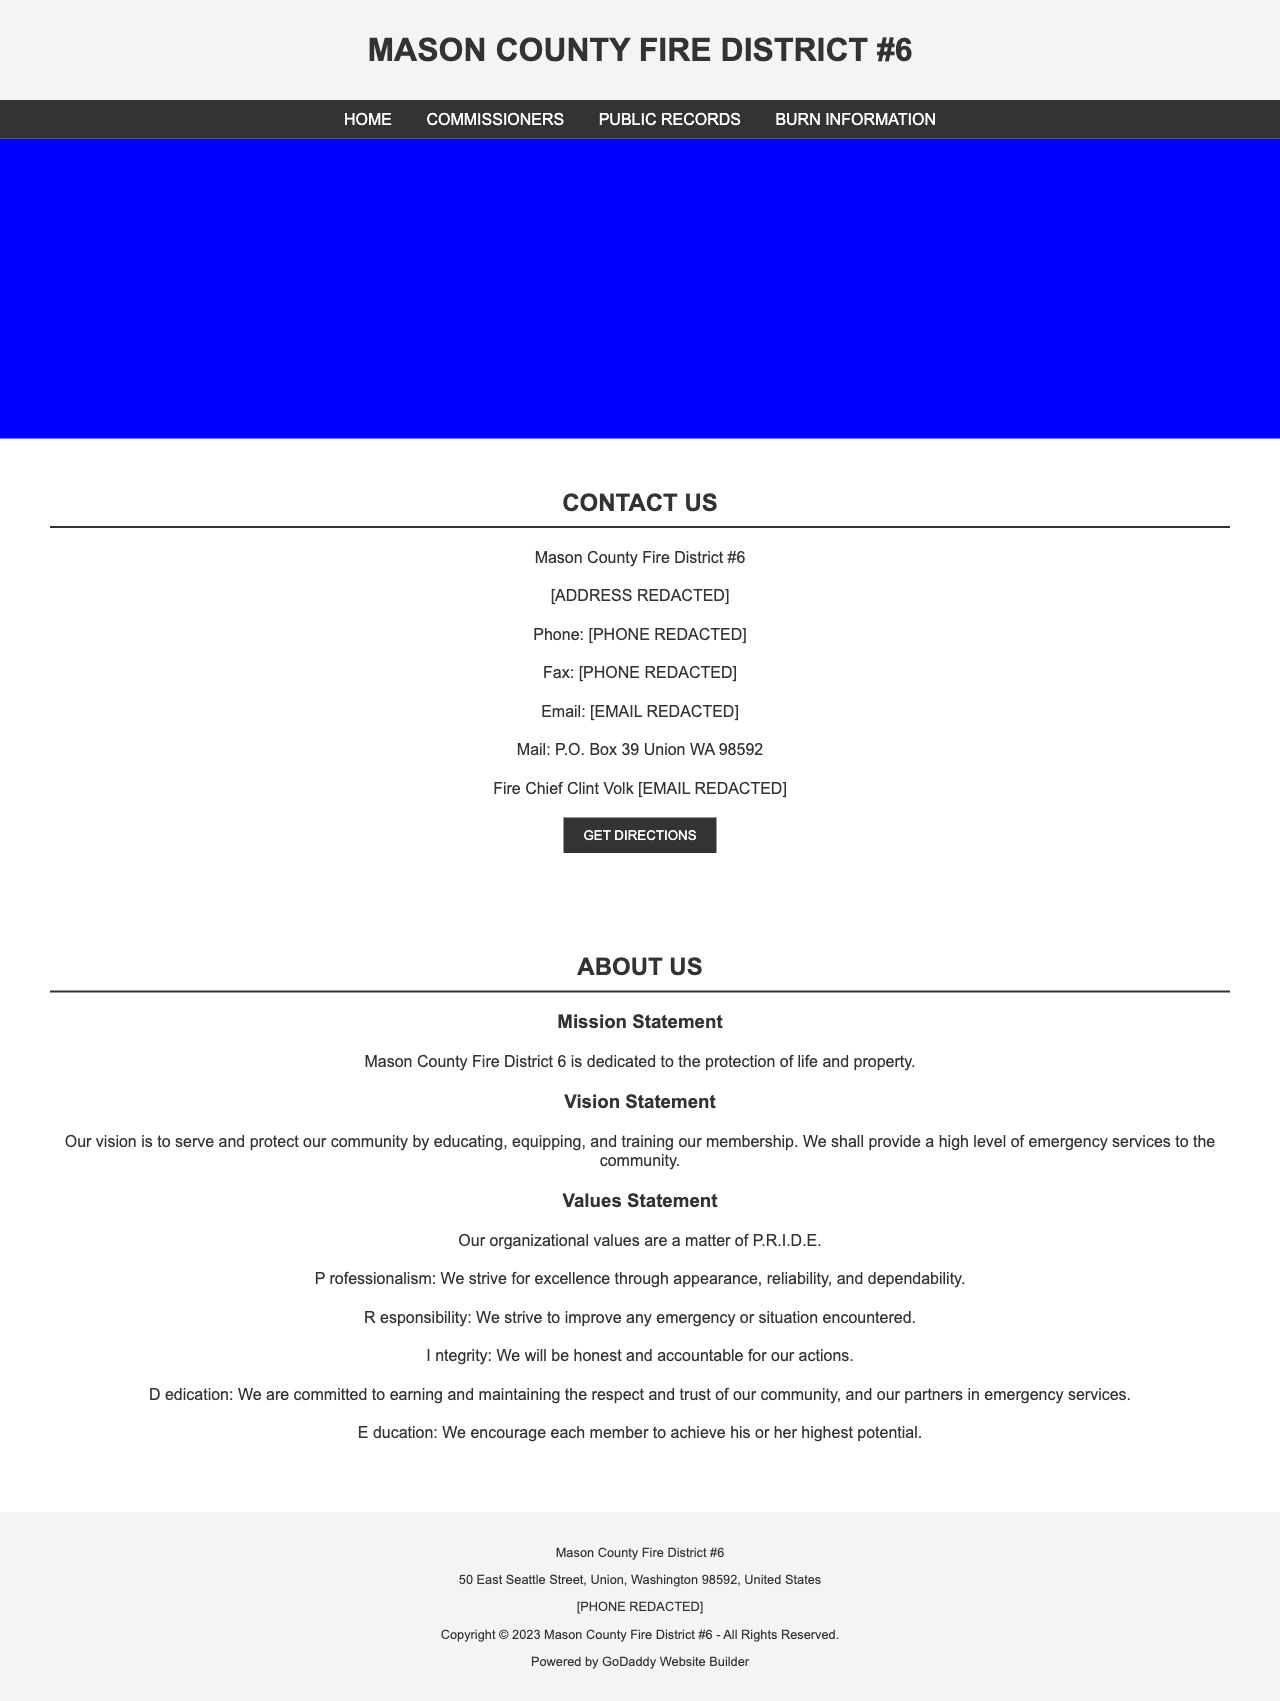 MASON COUNTY FIRE DISTRICT #6
HOME COMMISSIONERS PUBLIC RECORDS BURN INFORMATION
CONTACT US
Mason County Fire District #6
[ADDRESS REDACTED]
Phone: [PHONE REDACTED]
Fax: [PHONE REDACTED]
Email: [EMAIL REDACTED]
Mail: P.O. Box 39 Union WA 98592
Fire Chief Clint Volk [EMAIL REDACTED]
GET DIRECTIONS
ABOUT US
Mission Statement
Mason County Fire District 6 is dedicated to the protection of life and property.
Vision Statement
Our vision is to serve and protect our community by educating, equipping, and training our membership. We shall provide a high level of emergency services to the
community.
Values Statement
Our organizational values are a matter of P.R.I.D.E.
P rofessionalism: We strive for excellence through appearance, reliability, and dependability.
R esponsibility: We strive to improve any emergency or situation encountered.
I ntegrity: We will be honest and accountable for our actions.
D edication: We are committed to earning and maintaining the respect and trust of our community, and our partners in emergency services.
E ducation: We encourage each member to achieve his or her highest potential.
Mason County Fire District #6
50 East Seattle Street, Union, Washington 98592, United States
[PHONE REDACTED]
Copyright © 2023 Mason County Fire District #6 - All Rights Reserved.
Powered by GoDaddy Website Builder